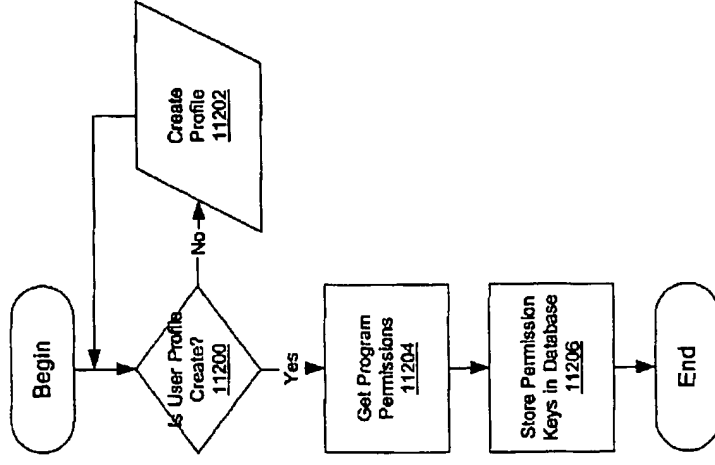 Begin
Is User Profile
Create?
11200
No
Create
Profile
11202
Yes
Get Program
Permissions
11204
Store Permission
Keys in Database
11206
End